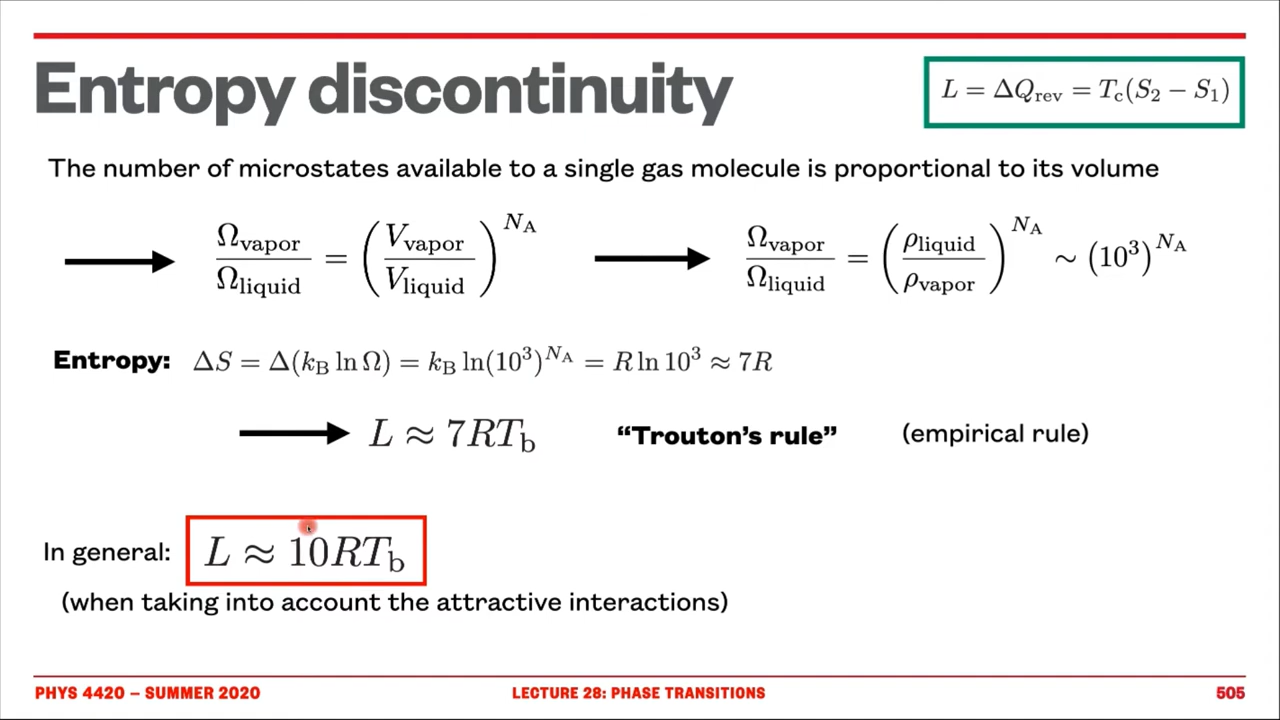 Entropy discontinuity
L = ΔQ_rev = T_c(S_2 − S_1)
The number of microstates available to a single gas molecule is proportional to its volume
Ω_vapor / Ω_liquid = (V_vapor / V_liquid)^{N_A}
Ω_vapor / Ω_liquid = (ρ_liquid / ρ_vapor)^{N_A} ∼ (10^3)^{N_A}
Entropy: ΔS = Δ(k_B ln Ω) = k_B ln(10^3)^{N_A} = R ln 10^3 ≈ 7R
L ≈ 7RT_b “Trouton’s rule” (empirical rule)
In general: L ≈ 10RT_b
(when taking into account the attractive interactions)
PHYS 4420 – SUMMER 2020 LECTURE 28: PHASE TRANSITIONS 505